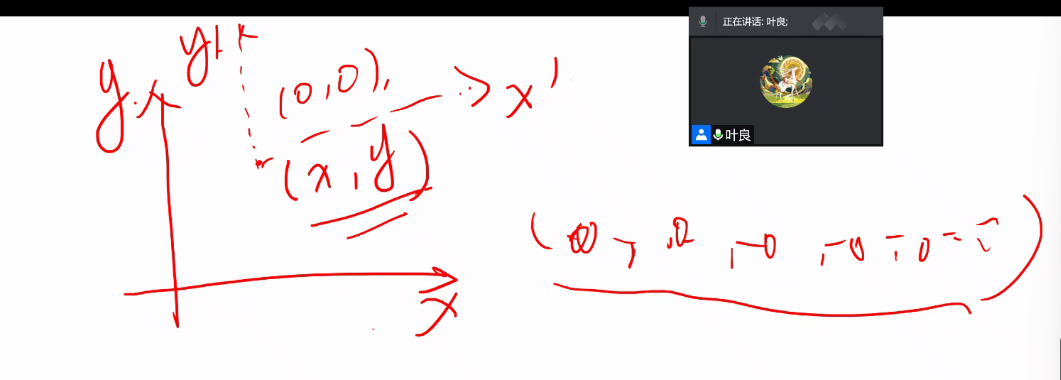 正在讲话: 叶良;
叶良
y
y'
(0,0),
x'
(x,y)
x